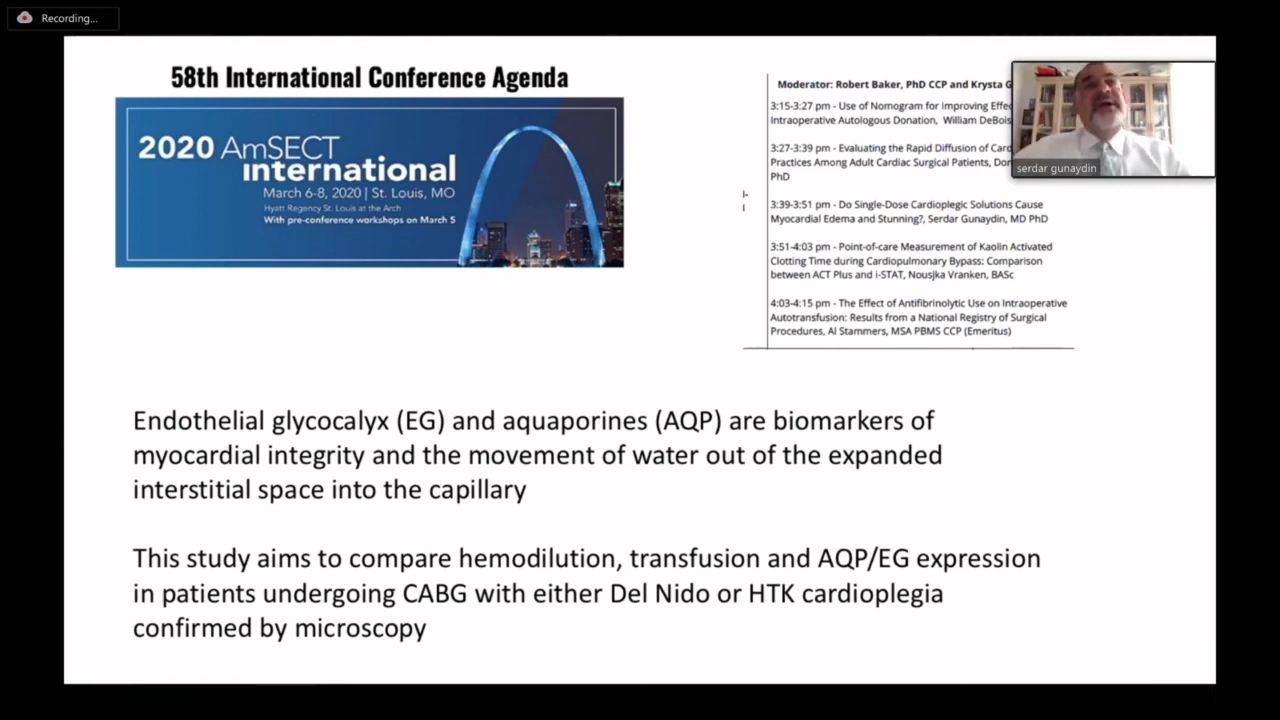 Recording...
58th International Conference Agenda
2020 AmSECT
international
March 6-8, 2020 | St. Louis, MO
Hyatt Regency St. Louis at the Arch
With pre-conference workshops on March 5
Moderator: Robert Baker, PhD CCP and Krysta
3:15-3:27 pm - Use of Nomogram for Improving
Intraoperative Autologous Donation, William DeBois
3:27-3:39 pm - Evaluating the Rapid Diffusion of
Practices Among Adult Cardiac Surgical Patients,
PhD
3:39-3:51 pm - Do Single-Dose Cardioplegic Solutions Cause
Myocardial Edema and Stunning?, Serdar Gunaydin, MD PhD
3:51-4:03 pm - Point-of-care Measurement of Kaolin Activated
Clotting Time during Cardiopulmonary Bypass: Comparison
between ACT Plus and i-STAT, Nousjka Vranken, BASc
4:03-4:15 pm - The Effect of Antifibrinolytic Use on Intraoperative
Autotransfusion: Results from a National Registry of Surgical
Procedures, Al Stammers, MSA PBMS CCP (Emeritus)
serdar gunaydin
Endothelial glycocalyx (EG) and aquaporines (AQP) are biomarkers of
myocardial integrity and the movement of water out of the expanded
interstitial space into the capillary
This study aims to compare hemodilution, transfusion and AQP/EG expression
in patients undergoing CABG with either Del Nido or HTK cardioplegia
confirmed by microscopy